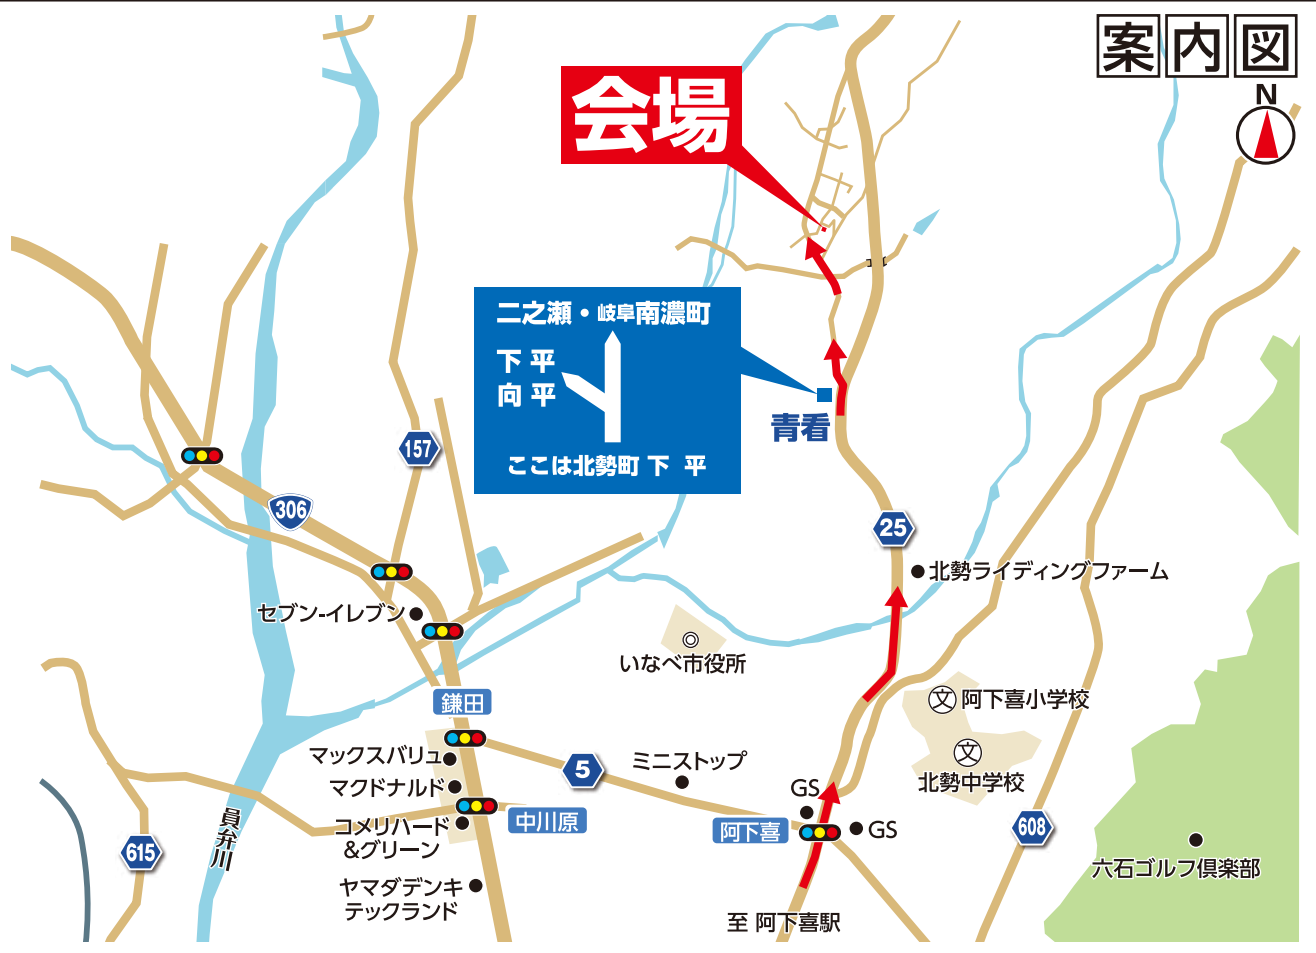 案内図
N
会場
二之瀬・岐阜南濃町
下平
向平
ここは北勢町 下 平
青看
157
306
25
北勢ライディングファーム
セブン-イレブン
いなべ市役所
鎌田
文 阿下喜小学校
文
北勢中学校
マックスバリュ
マクドナルド
5
ミニストップ
GS
GS
中川原
阿下喜
コメリハード
&グリーン
608
615
員弁川
六石ゴルフ倶楽部
ヤマダデンキ
テックランド
至 阿下喜駅